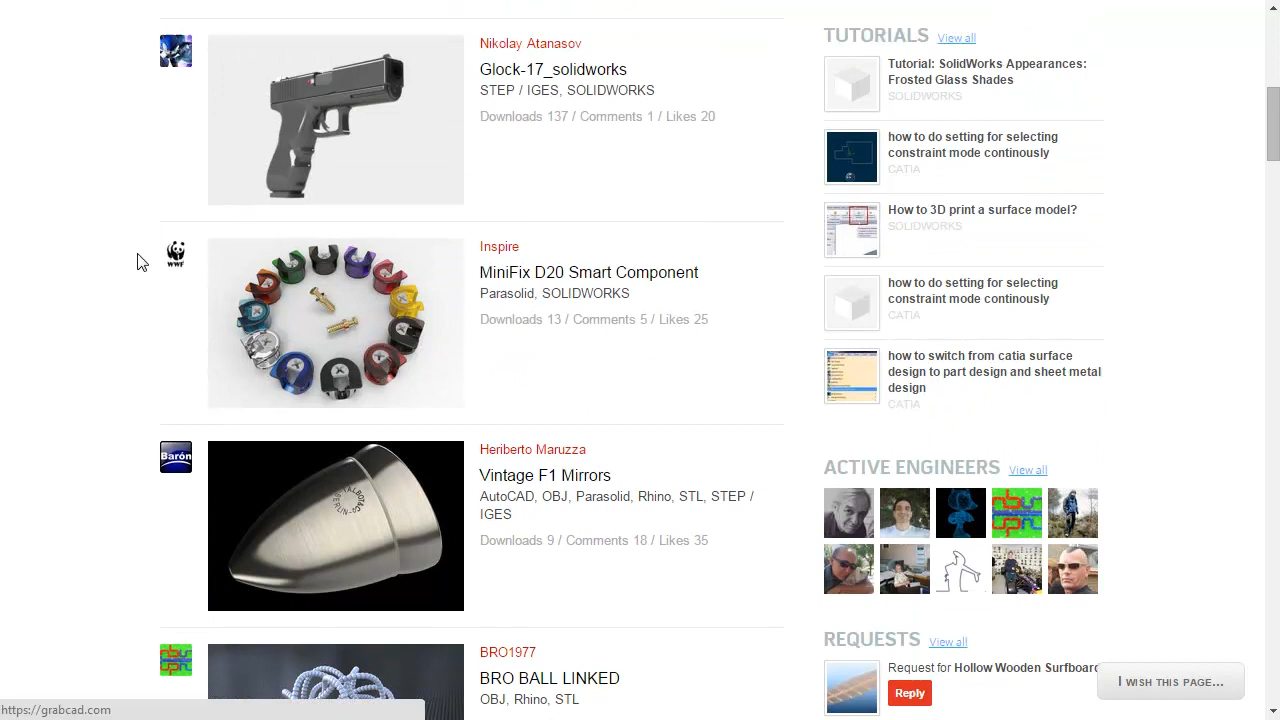 Nikolay Atanasov
Glock-17_solidworks
STEP / IGES, SOLIDWORKS
Downloads 137 / Comments 1 / Likes 20
WWF
Inspire
MiniFix D20 Smart Component
Parasolid, SOLIDWORKS
Downloads 13 / Comments 5 / Likes 25
Barón
Heriberto Maruzza
Vintage F1 Mirrors
AutoCAD, OBJ, Parasolid, Rhino, STL, STEP /
IGES
Downloads 9 / Comments 18 / Likes 35
BRO1977
BRO BALL LINKED
OBJ, Rhino, STL
https://grabcad.com
TUTORIALS View all
Tutorial: SolidWorks Appearances:
Frosted Glass Shades
SOLIDWORKS
how to do setting for selecting
constraint mode continously
CATIA
How to 3D print a surface model?
SOLIDWORKS
how to do setting for selecting
constraint mode continously
CATIA
how to switch from catia surface
design to part design and sheet metal
design
CATIA
ACTIVE ENGINEERS View all
REQUESTS View all
Request for Hollow Wooden Surfboard
Reply
I WISH THIS PAGE...